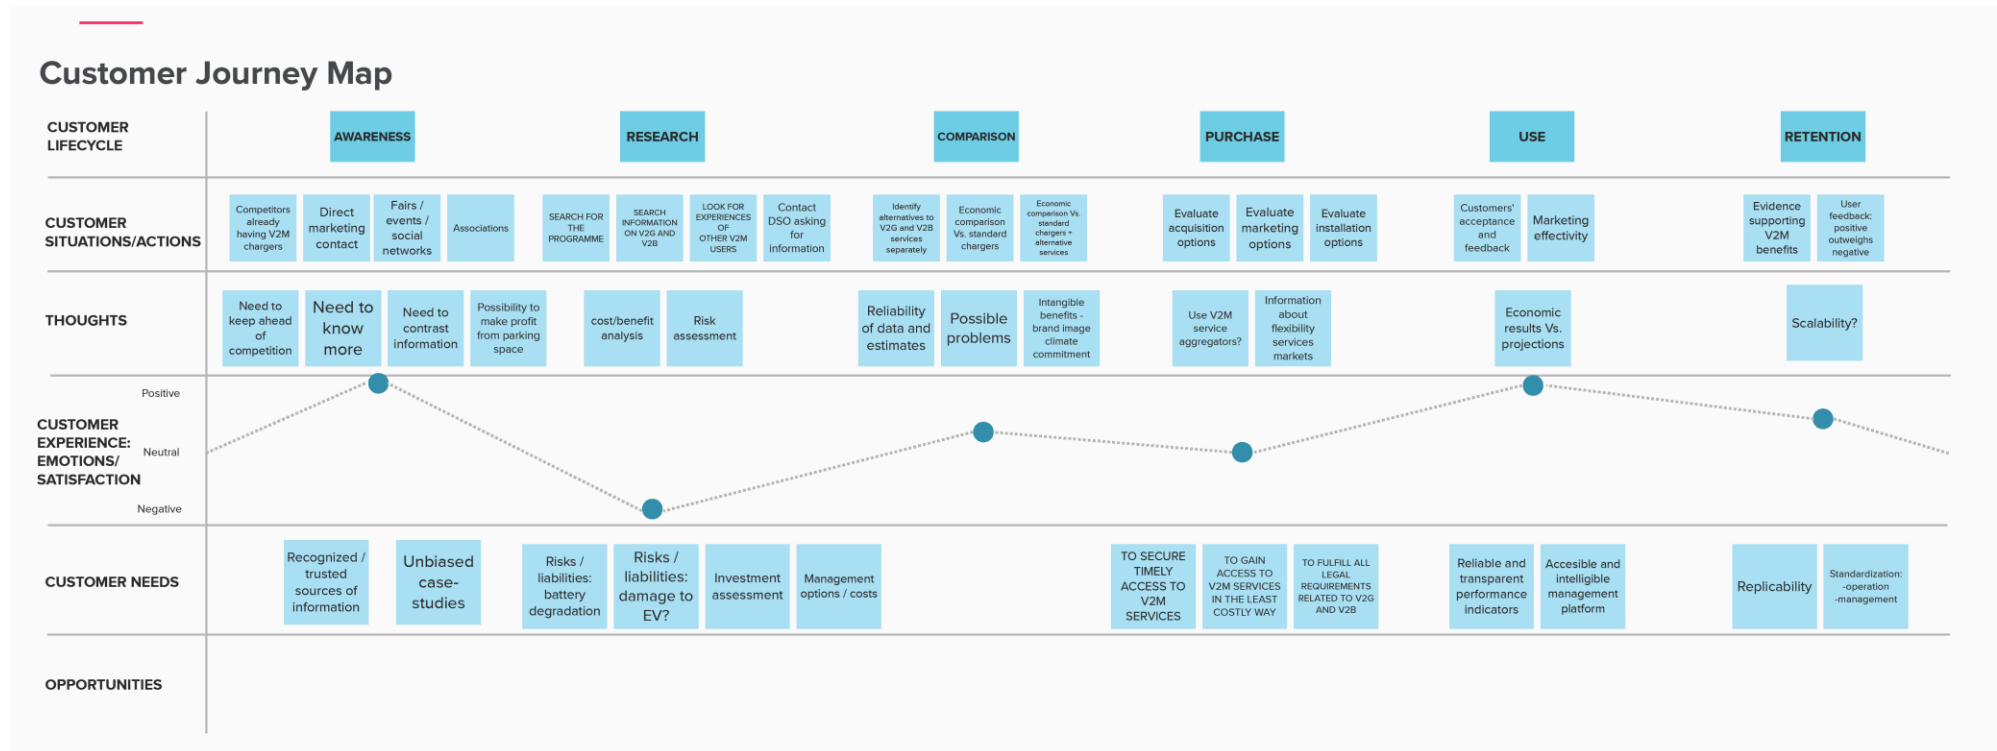 Customer Journey Map
CUSTOMER
LIFECYCLE
AWARENESS
RESEARCH
COMPARISON
PURCHASE
USE
RETENTION
CUSTOMER
SITUATIONS/ACTIONS
Competitors
already
having V2M
chargers
Direct
marketing
contact
Fairs /
events /
social
networks
Associations
SEARCH FOR
THE
PROGRAMME
SEARCH
INFORMATION
ON V2G AND
V2B
LOOK FOR
EXPERIENCES
OF
OTHER V2M
USERS
Contact
DSO asking
for
information
Identify
alternatives to
V2G and V2B
services
separately
Economic
comparison
Vs. standard
chargers
Economic
comparison Vs.
standard
chargers +
alternative
services
Evaluate
acquisition
options
Evaluate
marketing
options
Evaluate
installation
options
Customers'
acceptance
and
feedback
Marketing
effectivity
Evidence
supporting
V2M
benefits
User
feedback:
positive
outweighs
negative
THOUGHTS
Need to
keep ahead
of
competition
Need to
know
more
Need to
contrast
information
Possibility to
make profit
from parking
space
cost/benefit
analysis
Risk
assessment
Reliability
of data and
estimates
Possible
problems
Intangible
benefits -
brand image
climate
commitment
Use V2M
service
aggregators?
Information
about
flexibility
services
markets
Economic
results Vs.
projections
Scalability?
CUSTOMER
EXPERIENCE:
EMOTIONS/
SATISFACTION
Positive
Neutral
Negative
CUSTOMER NEEDS
Recognized /
trusted
sources of
information
Unbiased
case-
studies
Risks /
liabilities:
battery
degradation
Risks /
liabilities:
damage to
EV?
Investment
assessment
Management
options / costs
TO SECURE
TIMELY
ACCESS TO
V2M
SERVICES
TO GAIN
ACCESS TO
V2M SERVICES
IN THE LEAST
COSTLY WAY
TO FULFILL ALL
LEGAL
REQUIREMENTS
RELATED TO V2G
AND V2B
Reliable and
transparent
performance
indicators
Accesible and
intelligible
management
platform
Replicability
Standardization:
-operation
-management
OPPORTUNITIES